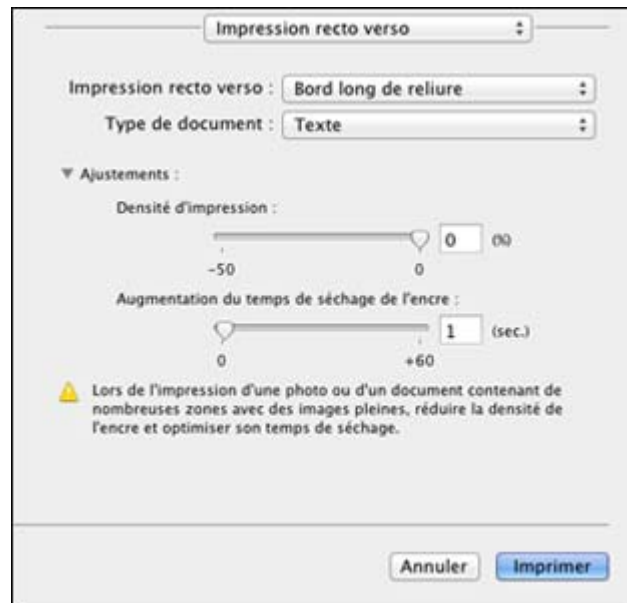 Impression recto verso
Impression recto verso : Bord long de reliure
Type de document : Texte
Ajustements :
Densité d'impression :
0 (%)
-50 0
Augmentation du temps de séchage de l'encre :
1 (sec.)
0 +60
Lors de l'impression d'une photo ou d'un document contenant de
nombreuses zones avec des images pleines, réduire la densité de
l'encre et optimiser son temps de séchage.
Annuler Imprimer